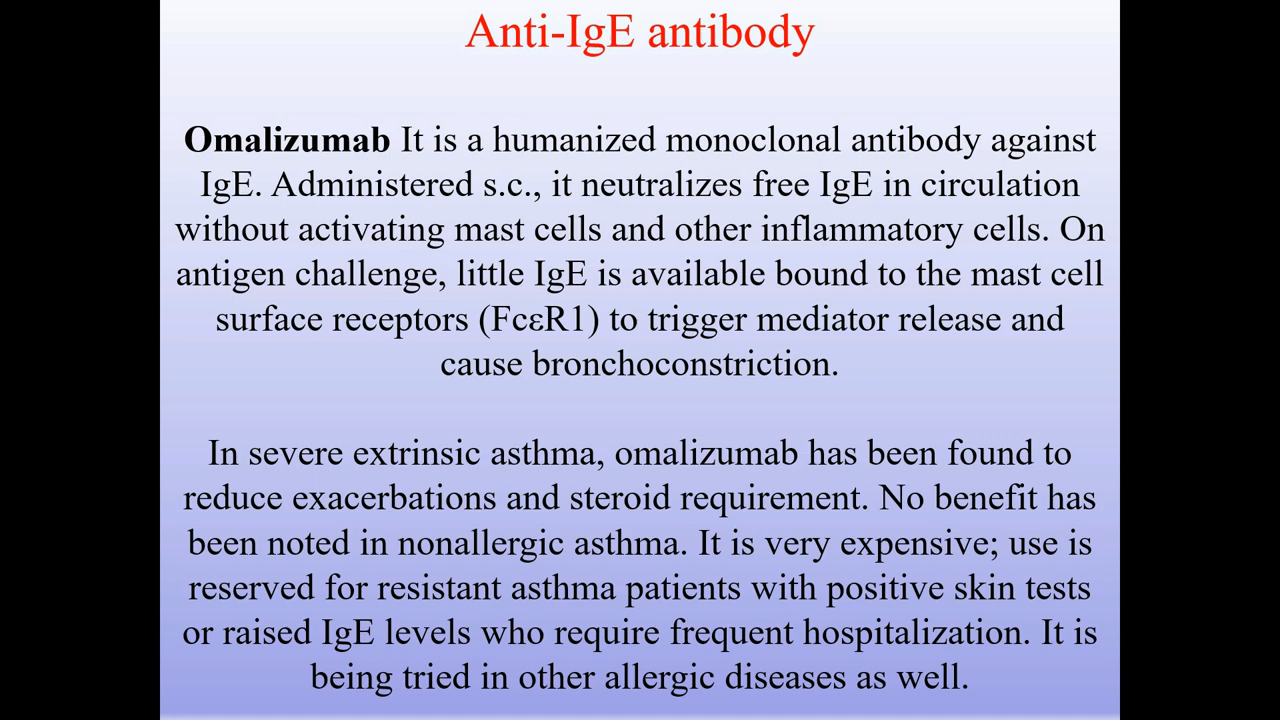 Anti-IgE antibody
Omalizumab It is a humanized monoclonal antibody against
IgE. Administered s.c., it neutralizes free IgE in circulation
without activating mast cells and other inflammatory cells. On
antigen challenge, little IgE is available bound to the mast cell
surface receptors (FcεR1) to trigger mediator release and
cause bronchoconstriction.
In severe extrinsic asthma, omalizumab has been found to
reduce exacerbations and steroid requirement. No benefit has
been noted in nonallergic asthma. It is very expensive; use is
reserved for resistant asthma patients with positive skin tests
or raised IgE levels who require frequent hospitalization. It is
being tried in other allergic diseases as well.